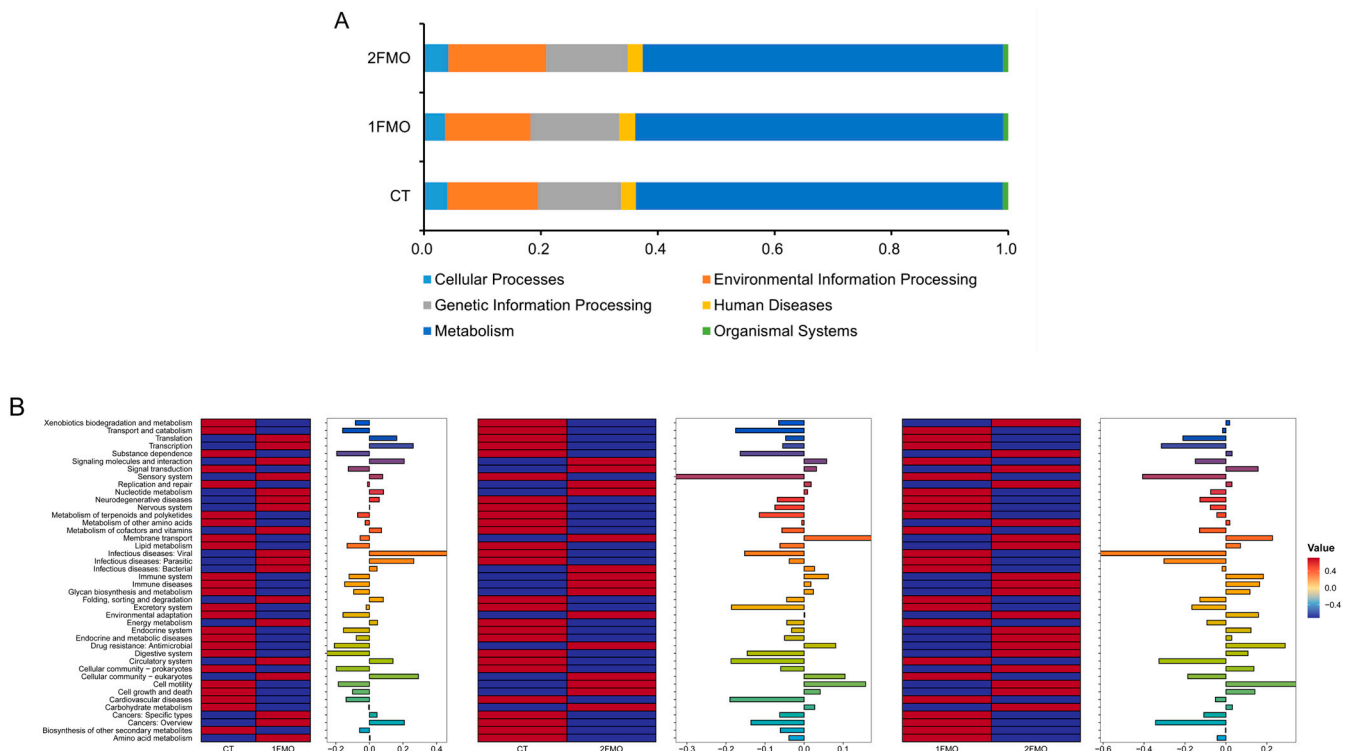 A
2FMO
1FMO
CT
0.0 0.2 0.4 0.6 0.8 1.0
Cellular Processes Environmental Information Processing
Genetic Information Processing Human Diseases
Metabolism Organismal Systems
B
Xenobiotics biodegradation and metabolism
Transport and catabolism
Translation
Transcription
Substance dependence
Signaling molecules and interaction
Signal transduction
Sensory system
Replication and repair
Nucleotide metabolism
Neurodegenerative diseases
Nervous system
Metabolism of terpenoids and polyketides
Metabolism of other amino acids
Metabolism of cofactors and vitamins
Membrane transport
Lipid metabolism
Infectious diseases: Viral
Infectious diseases: Parasitic
Infectious diseases: Bacterial
Immune system
Immune diseases
Glycan biosynthesis and metabolism
Folding, sorting and degradation
Excretory system
Environmental adaptation
Energy metabolism
Endocrine system
Endocrine and metabolic diseases
Drug resistance: Antimicrobial
Digestive system
Circulatory system
Cellular community − prokaryotes
Cellular community − eukaryotes
Cell motility
Cell growth and death
Cardiovascular diseases
Carbohydrate metabolism
Cancers: Specific types
Cancers: Overview
Biosynthesis of other secondary metabolites
Amino acid metabolism
CT 1FMO −0.2 0.0 0.2 0.4 CT 2FMO −0.3 −0.2 −0.1 0.0 0.1 1FMO 2FMO −0.6 −0.4 −0.2 0.0 0.2
Value
0.4
0.0
−0.4